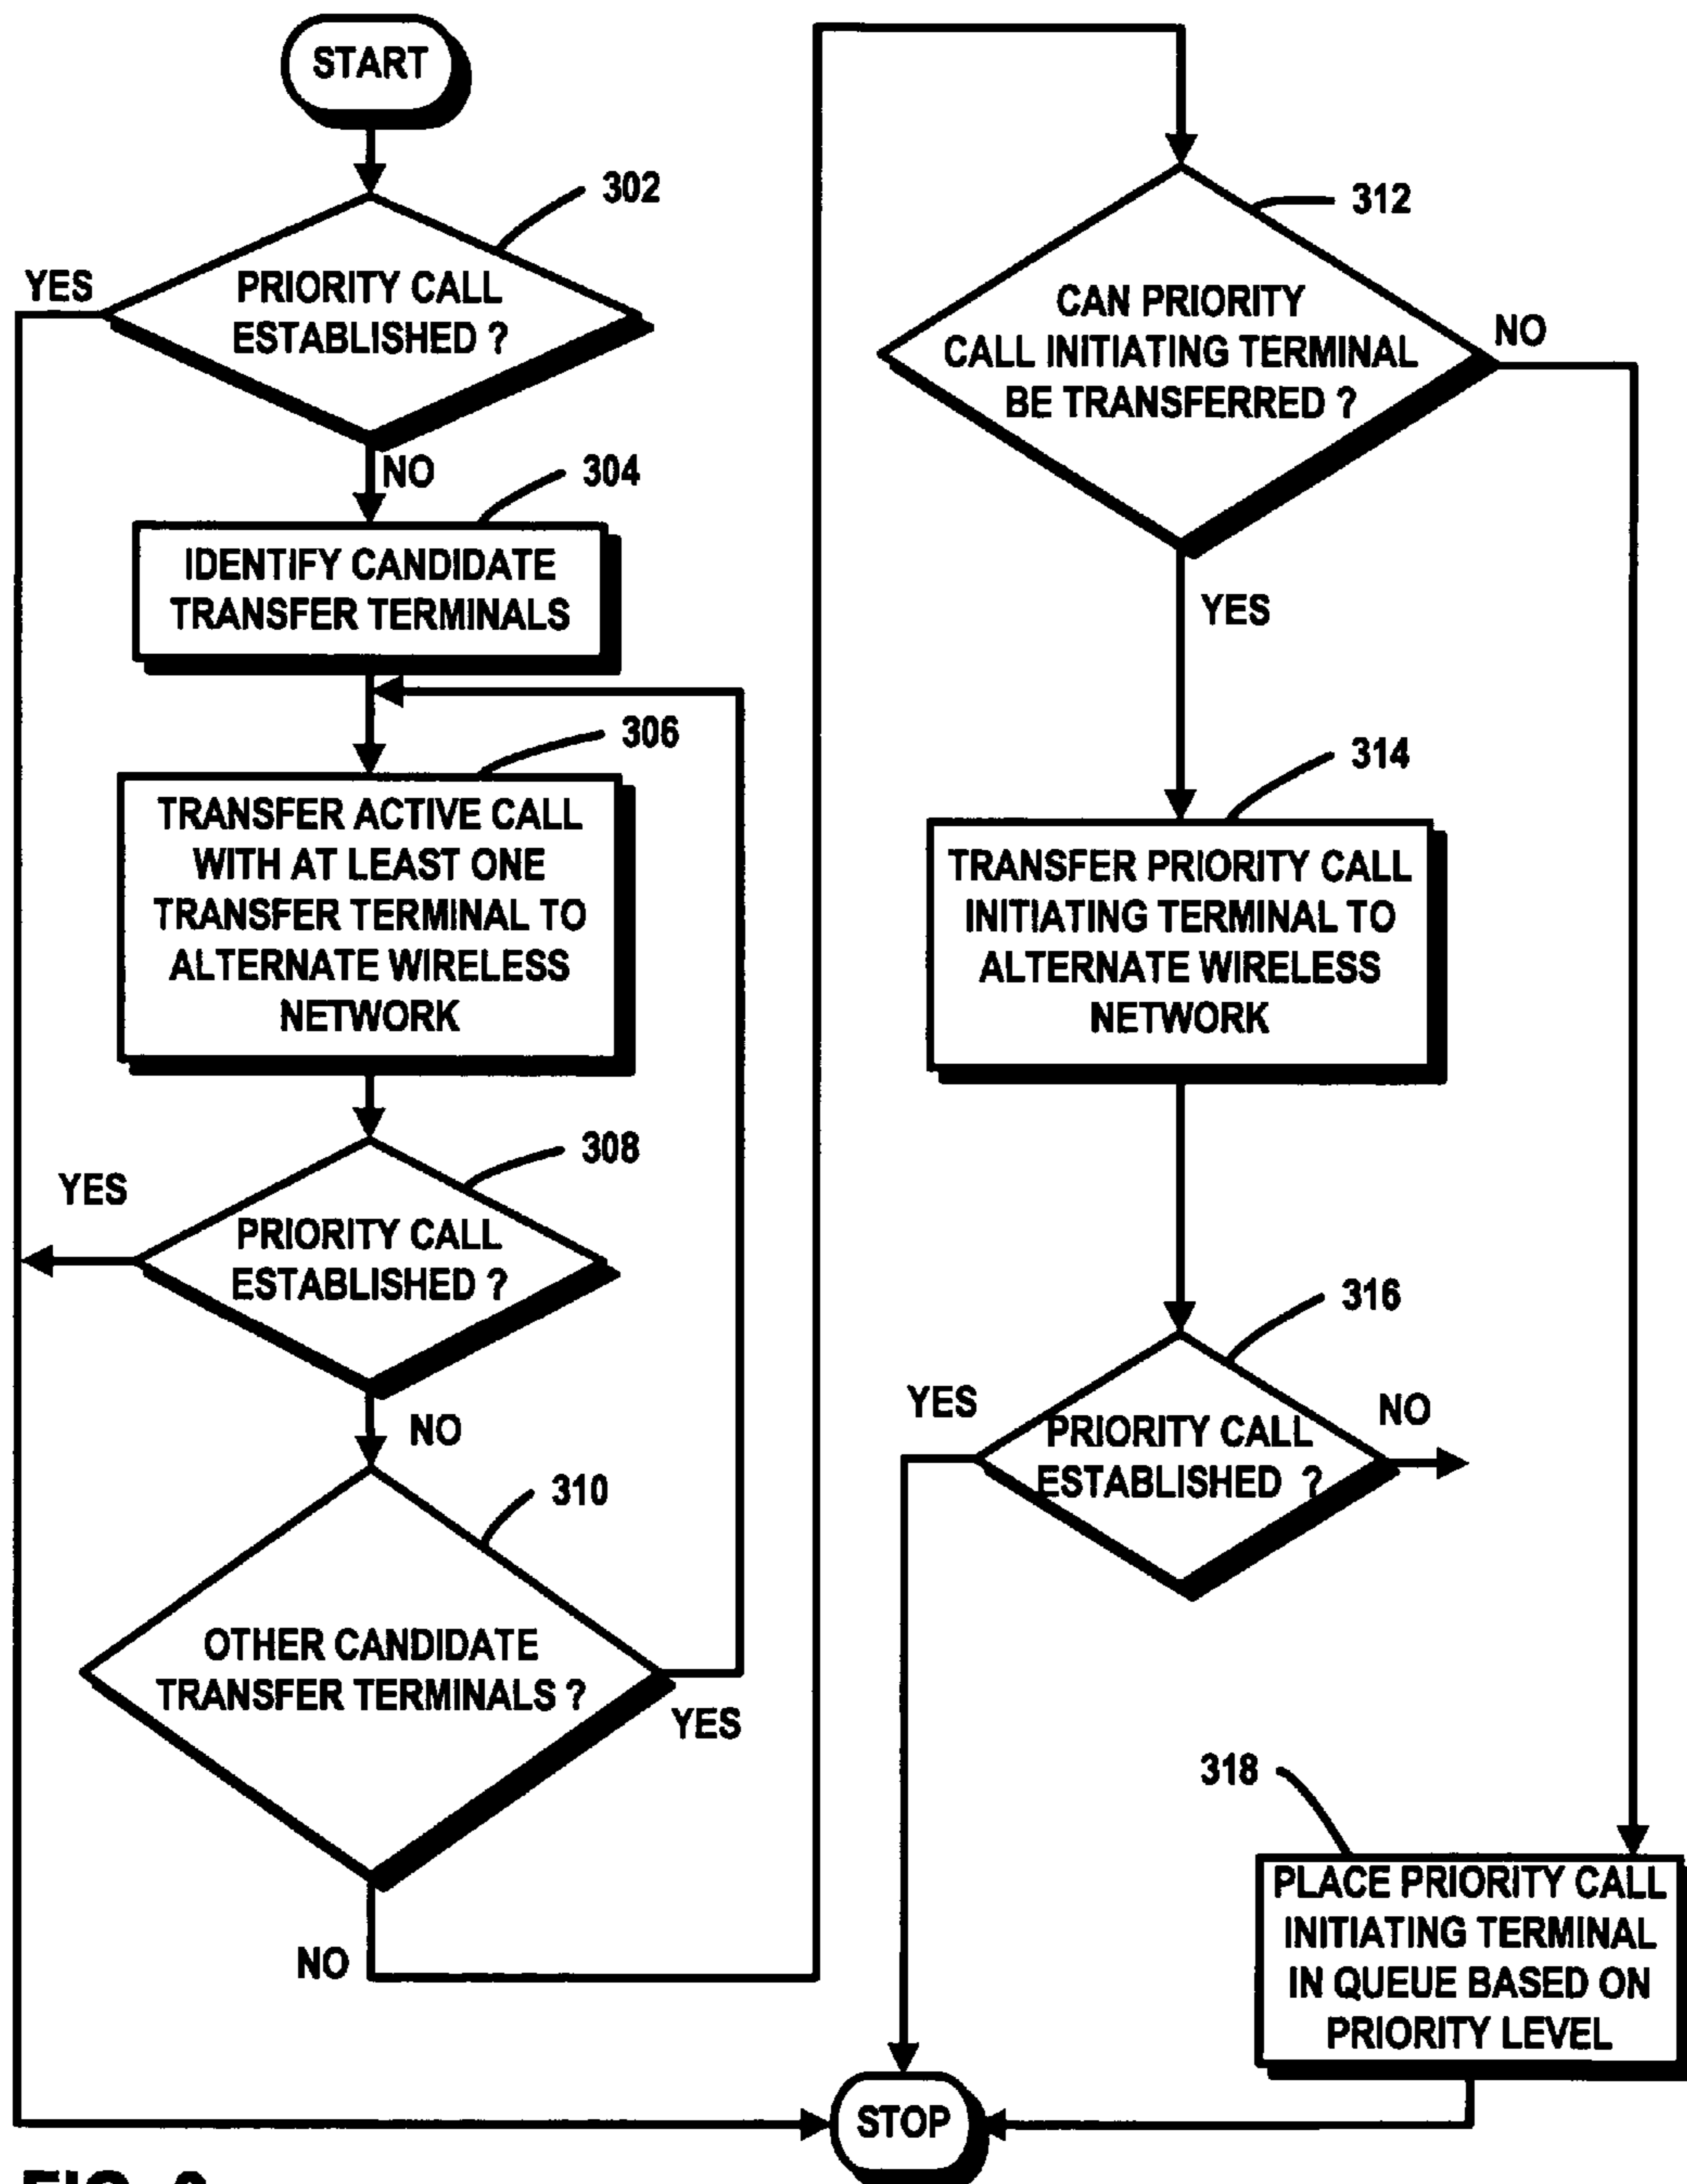 START
302
YES
PRIORITY CALL
ESTABLISHED ?
NO
304
IDENTIFY CANDIDATE
TRANSFER TERMINALS
306
TRANSFER ACTIVE CALL
WITH AT LEAST ONE
TRANSFER TERMINAL TO
ALTERNATE WIRELESS
NETWORK
308
YES
PRIORITY CALL
ESTABLISHED ?
NO
310
OTHER CANDIDATE
TRANSFER TERMINALS ?
YES
NO
312
CAN PRIORITY
CALL INITIATING TERMINAL
BE TRANSFERRED ?
NO
YES
314
TRANSFER PRIORITY CALL
INITIATING TERMINAL TO
ALTERNATE WIRELESS
NETWORK
316
YES
NO
PRIORITY CALL
ESTABLISHED ?
318
PLACE PRIORITY CALL
INITIATING TERMINAL
IN QUEUE BASED ON
PRIORITY LEVEL
STOP